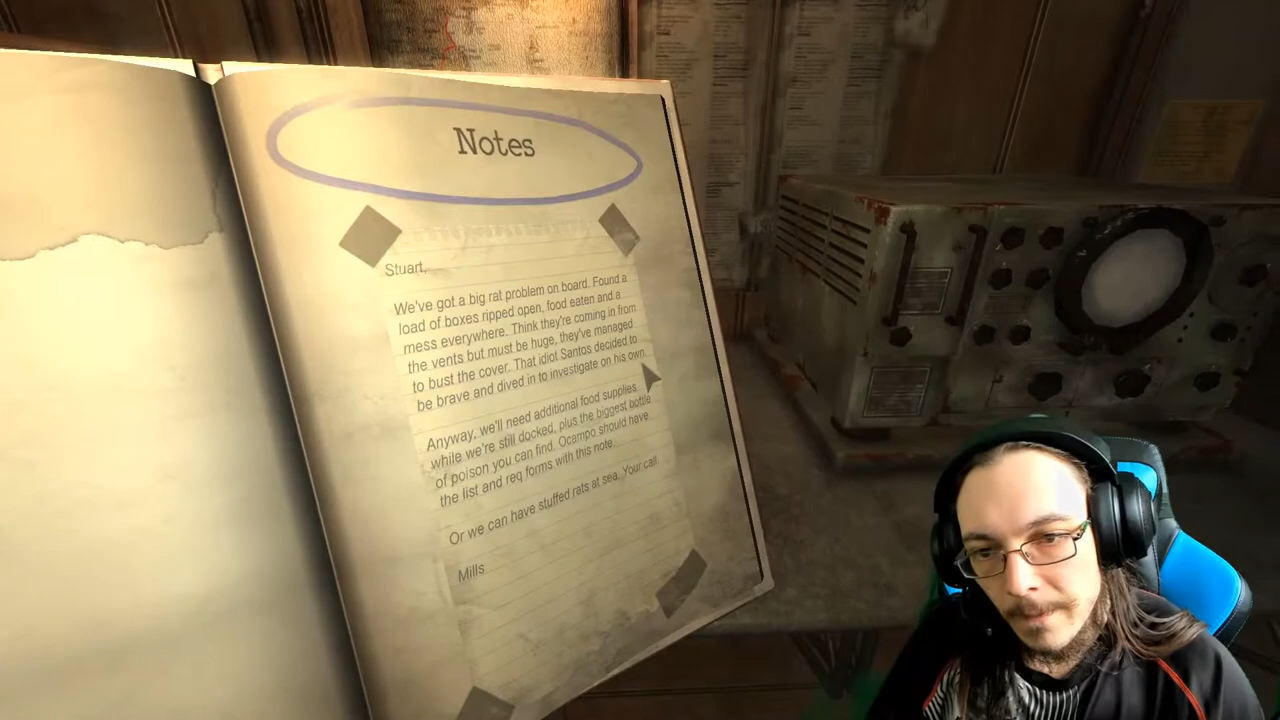 Notes
Stuart,
We've got a big rat problem on board. Found a
load of boxes ripped open, food eaten and a
mess everywhere. Think they're coming in from
the vents but must be huge, they've managed
to bust the cover. That idiot Santos decided to
be brave and dived in to investigate on his own.
Anyway, we'll need additional food supplies
while we're still docked, plus the biggest bottle
of poison you can find. Ocampo should have
the list and req forms with this note.
Or we can have stuffed rats at sea. Your call.
Mills